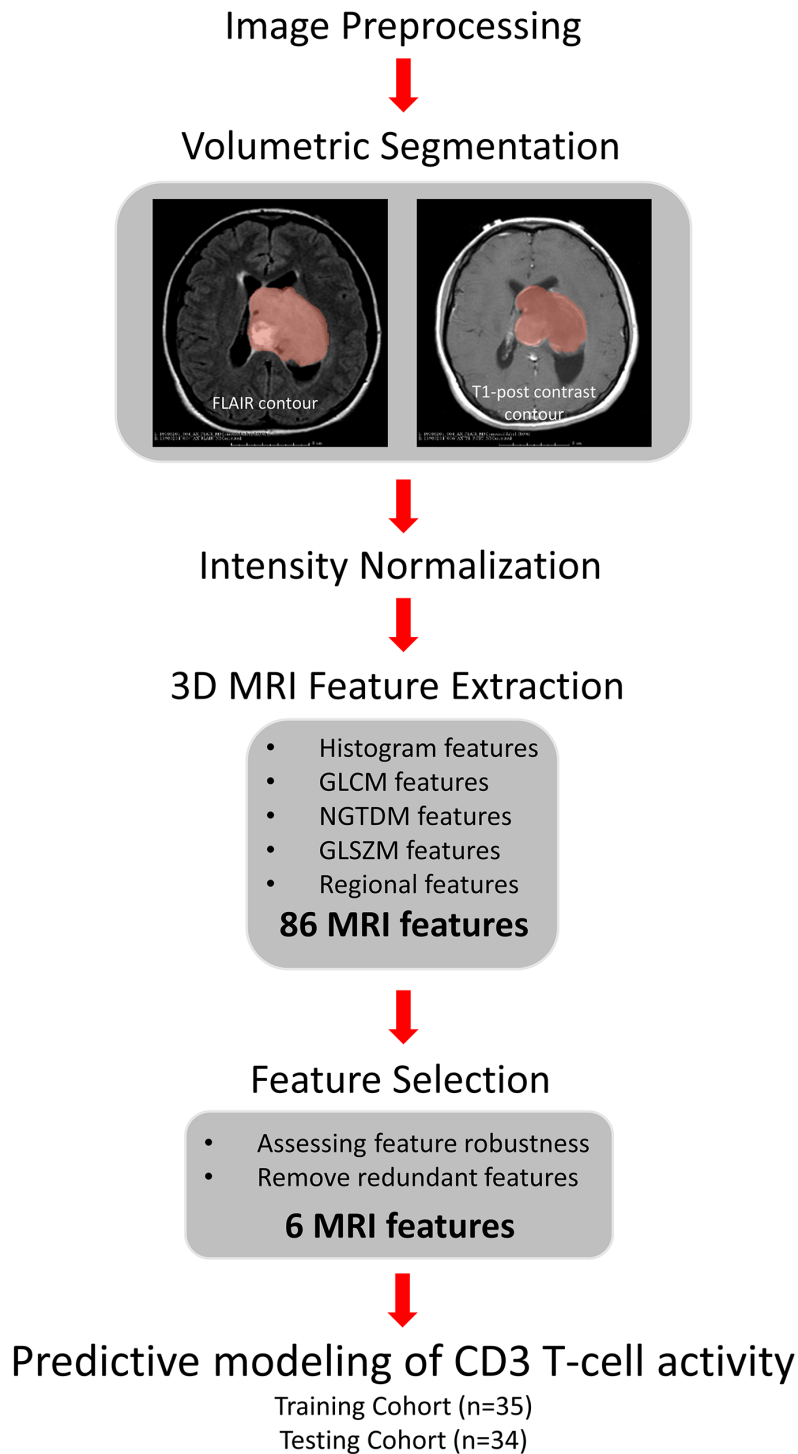 Image Preprocessing
Volumetric Segmentation
FLAIR contour
T1-post contrast
contour
Intensity Normalization
3D MRI Feature Extraction
• Histogram features
• GLCM features
• NGTDM features
• GLSZM features
• Regional features
86 MRI features
Feature Selection
• Assessing feature robustness
• Remove redundant features
6 MRI features
Predictive modeling of CD3 T-cell activity
Training Cohort (n=35)
Testing Cohort (n=34)